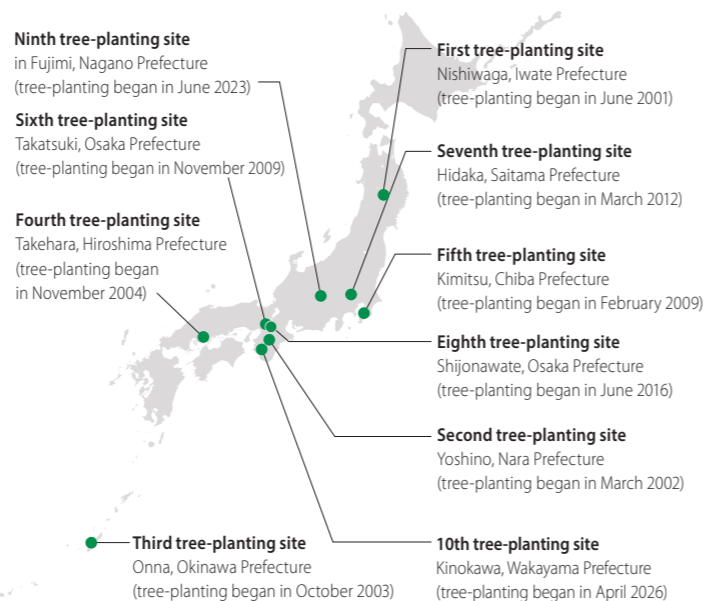 Ninth tree-planting site
in Fujimi, Nagano Prefecture
(tree-planting began in June 2023)
Sixth tree-planting site
Takatsuki, Osaka Prefecture
(tree-planting began in November 2009)
Fourth tree-planting site
Takehara, Hiroshima Prefecture
(tree-planting began
in November 2004)
First tree-planting site
Nishiwaga, Iwate Prefecture
(tree-planting began in June 2001)
Seventh tree-planting site
Hidaka, Saitama Prefecture
(tree-planting began in March 2012)
Fifth tree-planting site
Kimitsu, Chiba Prefecture
(tree-planting began in February 2009)
Eighth tree-planting site
Shijonawate, Osaka Prefecture
(tree-planting began in June 2016)
Second tree-planting site
Yoshino, Nara Prefecture
(tree-planting began in March 2002)
Third tree-planting site
Onna, Okinawa Prefecture
(tree-planting began in October 2003)
10th tree-planting site
Kinokawa, Wakayama Prefecture
(tree-planting began in April 2026)